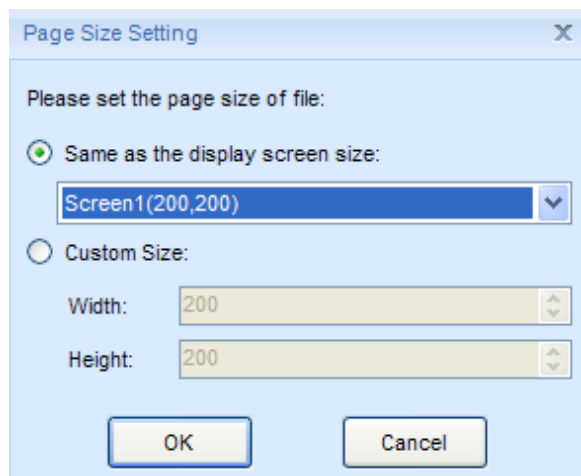 Page Size Setting
Please set the page size of file:
Same as the display screen size:
Screen1(200,200)
Custom Size:
Width: 200
Height: 200
OK Cancel